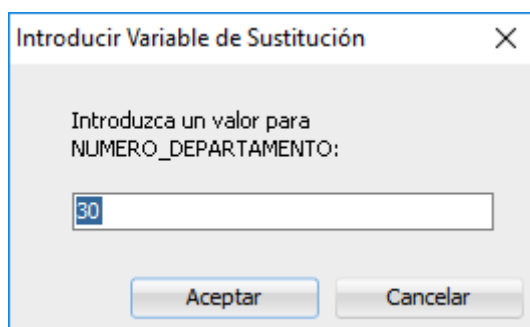 Introducir Variable de Sustitución
Introduzca un valor para
NUMERO_DEPARTAMENTO:
30
Aceptar
Cancelar